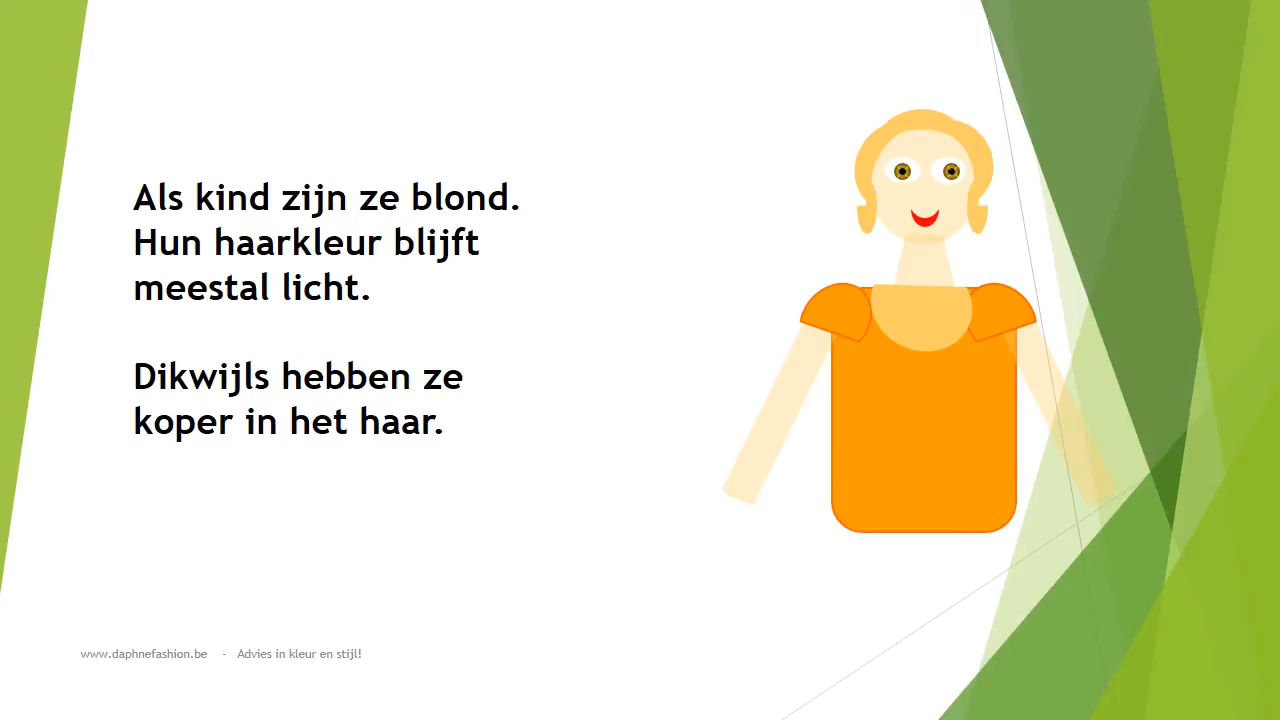 Als kind zijn ze blond.
Hun haarkleur blijft
meestal licht.
Dikwijls hebben ze
koper in het haar.
www.daphnefashion.be - Advies in kleur en stijl!